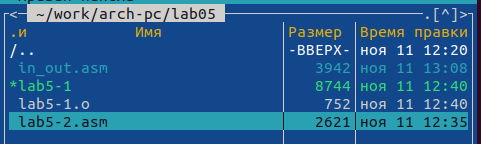 ~/work/arch-pc/lab05 .[^]>
.и Имя Размер Время правки
/.. -ВВЕРХ- ноя 11 12:20
in_out.asm 3942 ноя 11 13:08
*lab5-1 8744 ноя 11 12:40
lab5-1.o 752 ноя 11 12:40
lab5-2.asm 2621 ноя 11 12:35